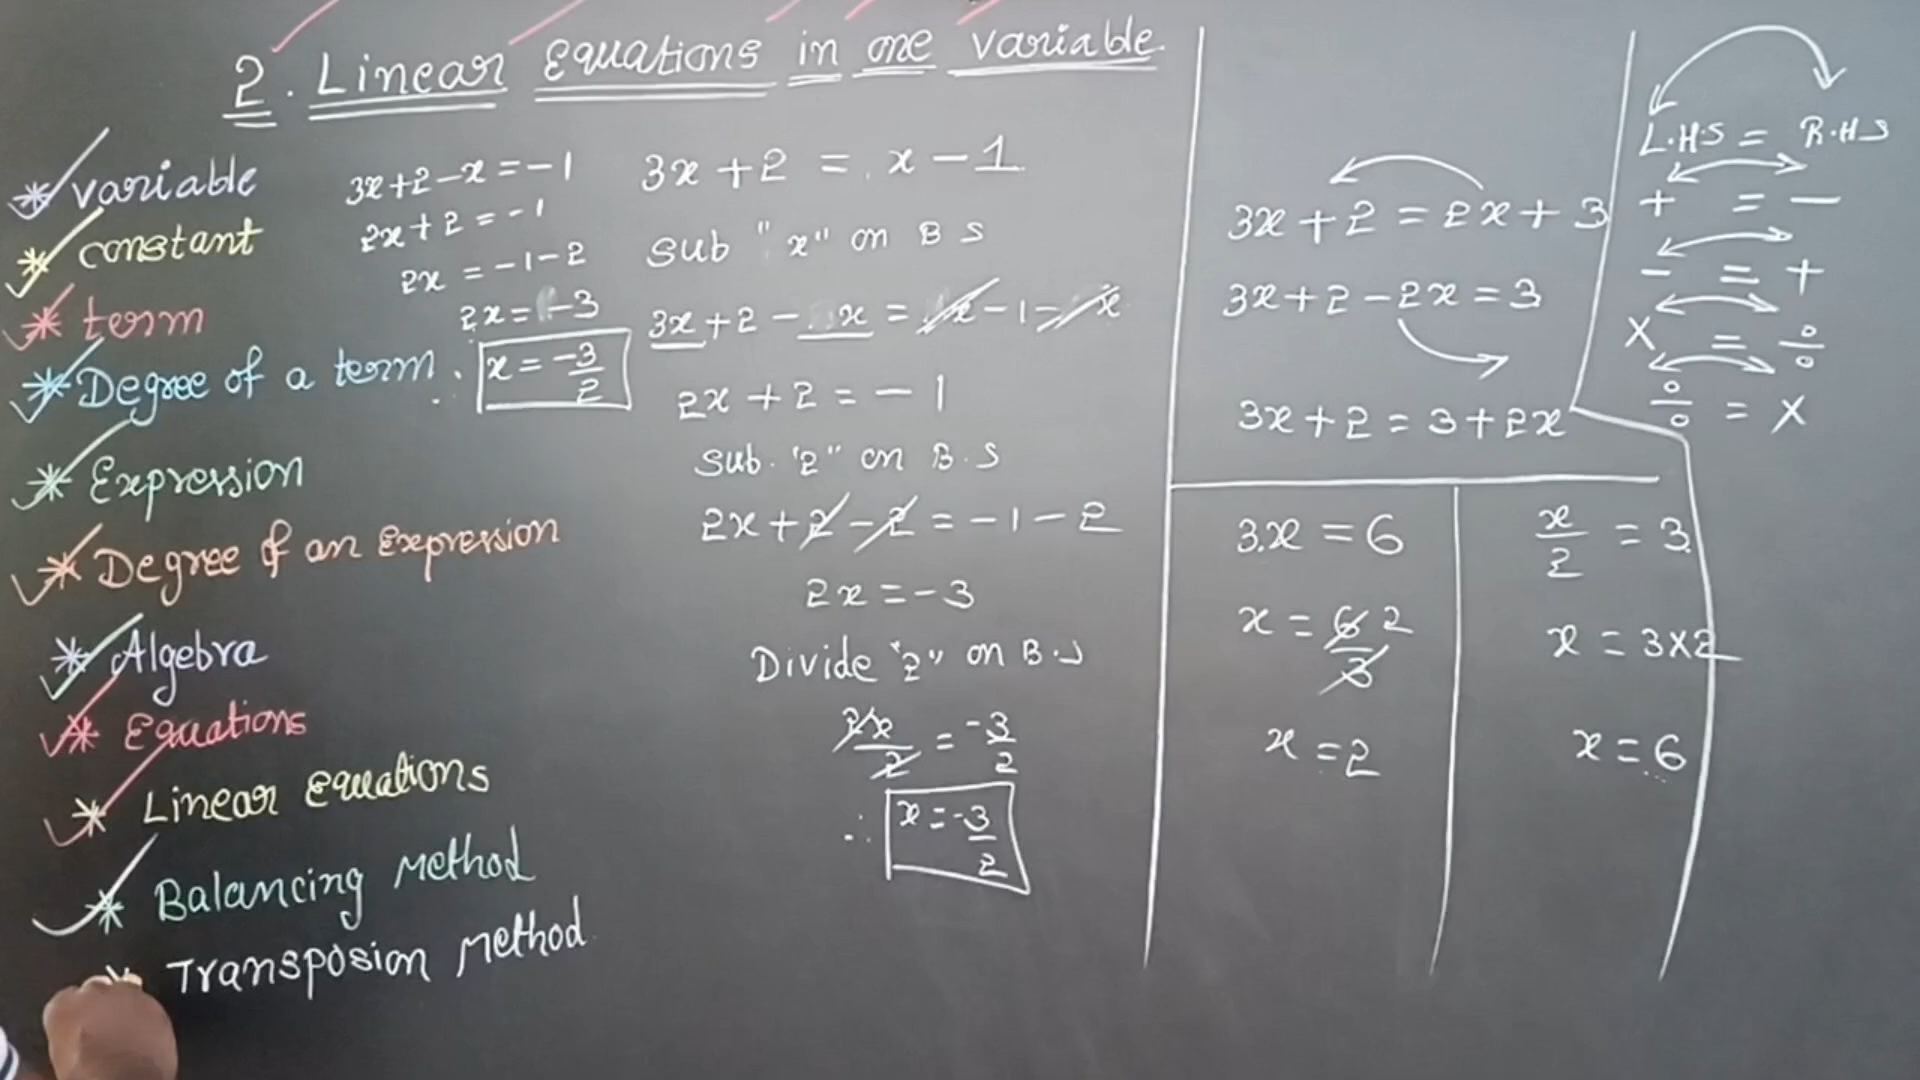 2. Linear Equations in one variable.
* variable
* constant
* term
* Degree of a term
* Expression
* Degree of an Expression
* Algebra
* Equations
* Linear Equations
* Balancing Method
* Transposion Method
3x+2-x=-1
2x+2=-1
2x=-1-2
2x=-3
∴ x=-3/2
3x+2=x-1
Sub "x" on B S
3x+2-x=x-1-x
2x+2=-1
Sub. "2" on B.S
2x+2-2=-1-2
2x=-3
Divide "2" on B.S
2x/2=-3/2
∴ x=-3/2
3x+2=2x+3
3x+2-2x=3
3x+2=3+2x
3x=6
x=6/3 2
x=2
x/2=3
x=3×2
x=6
L.H.S = R.H.S
+ = -
- = +
× = ÷
÷ = ×